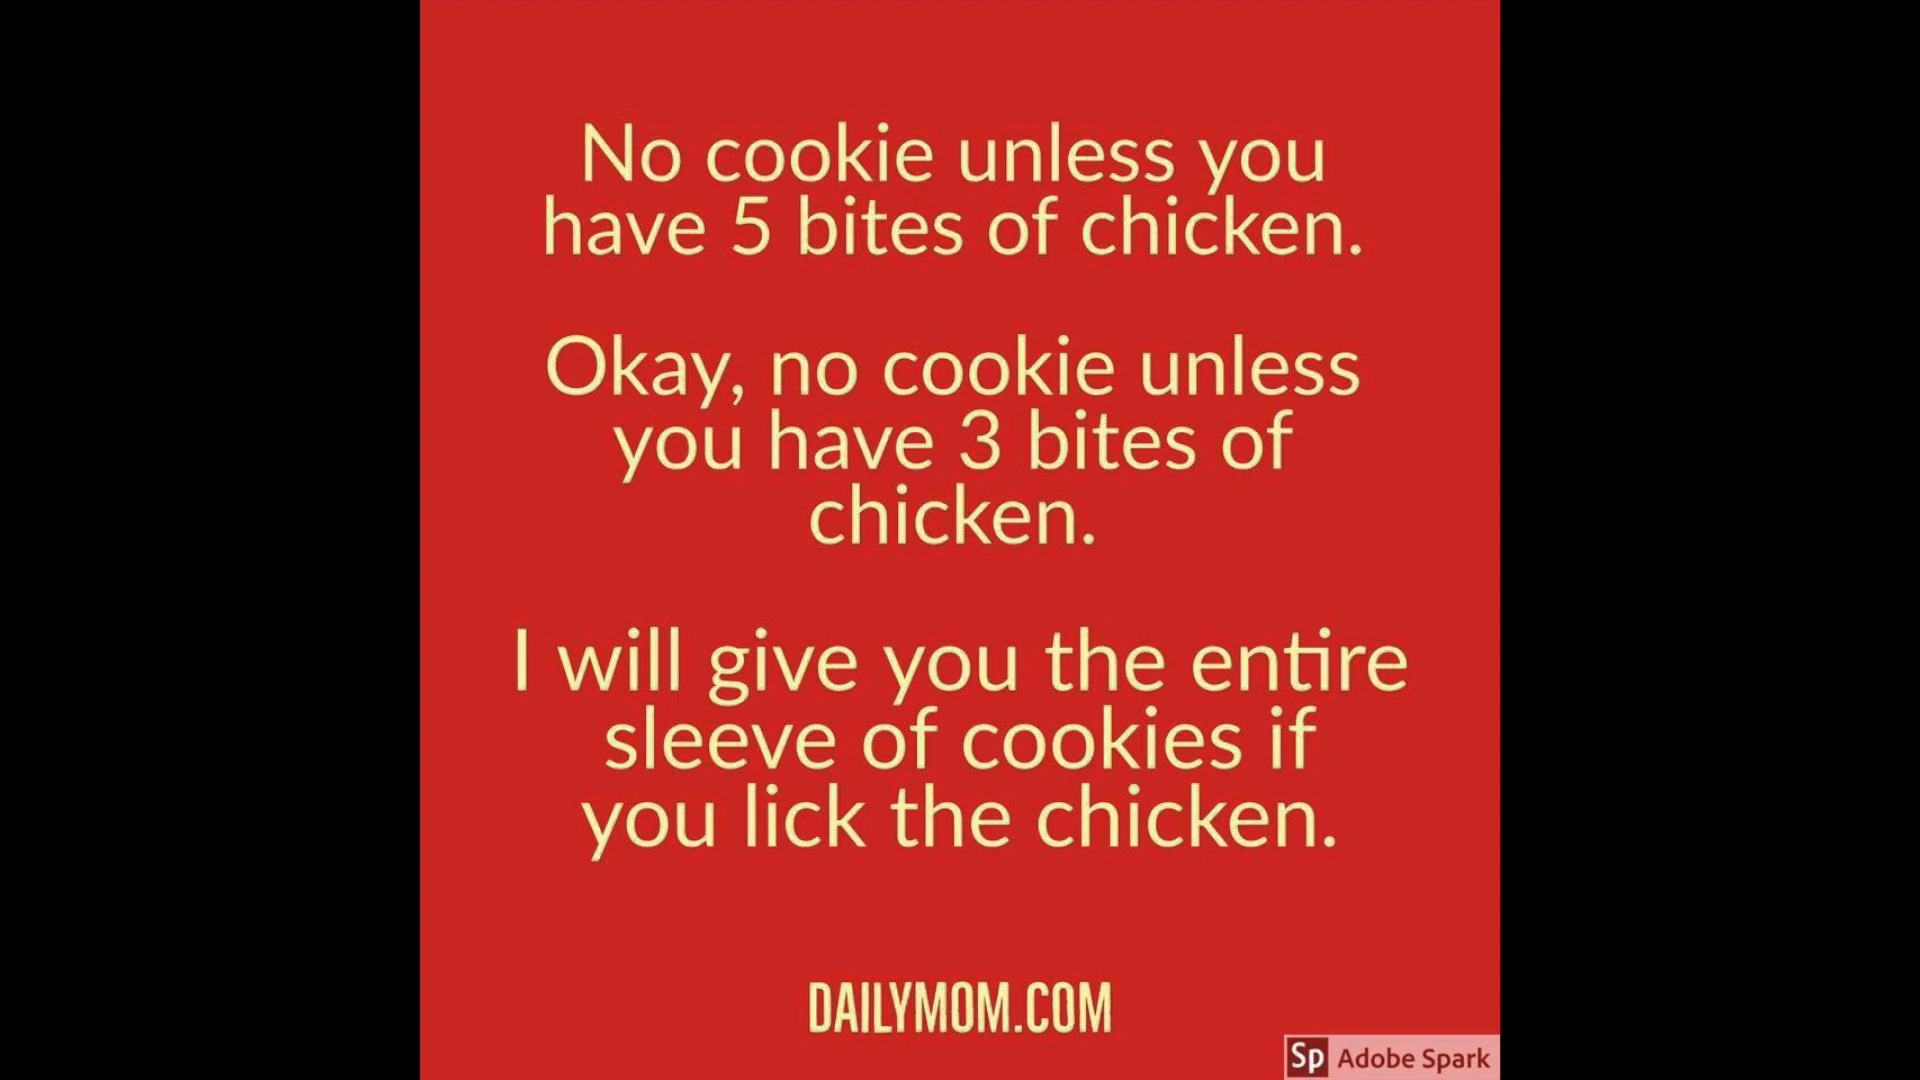 No cookie unless you
have 5 bites of chicken.
Okay, no cookie unless
you have 3 bites of
chicken.
I will give you the entire
sleeve of cookies if
you lick the chicken.
DAILYMOM.COM
Sp Adobe Spark